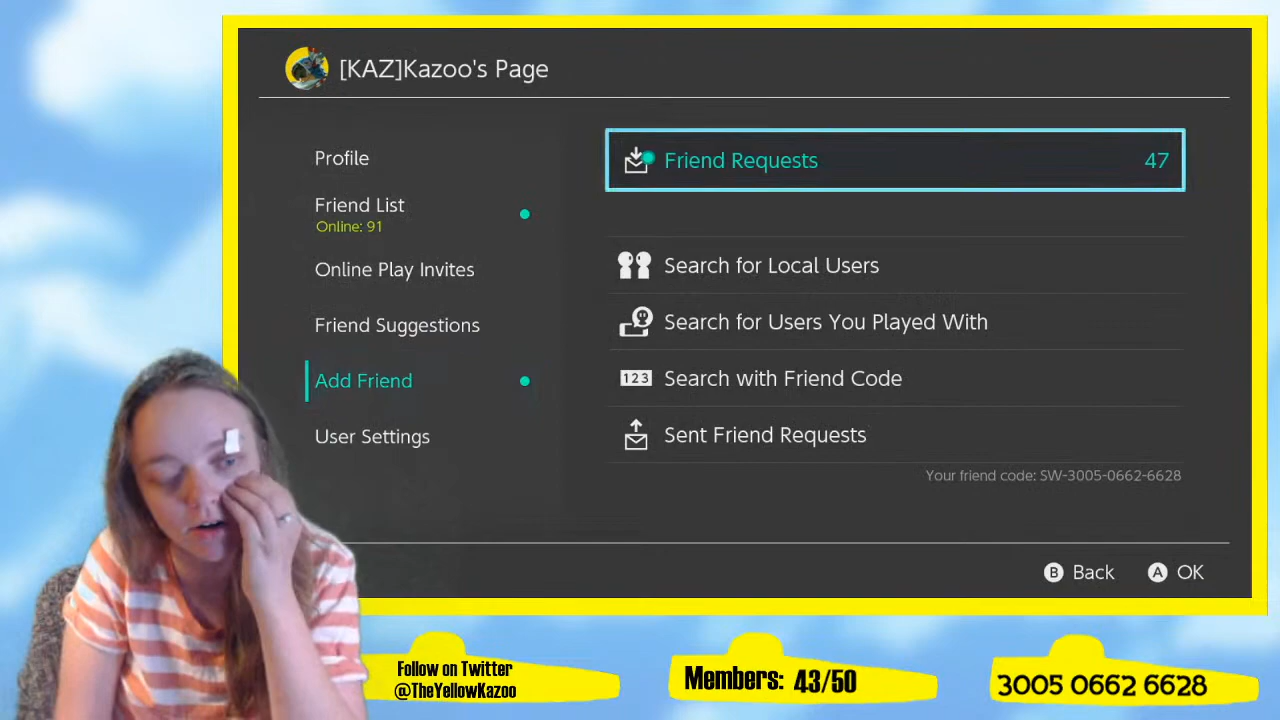 [KAZ]Kazoo's Page
Profile
Friend List
Online: 91
Online Play Invites
Friend Suggestions
Add Friend
User Settings
Friend Requests 47
Search for Local Users
Search for Users You Played With
123 Search with Friend Code
Sent Friend Requests
Your friend code: SW-3005-0662-6628
B Back A OK
Follow on Twitter
@TheYellowKazoo
Members: 43/50
3005 0662 6628